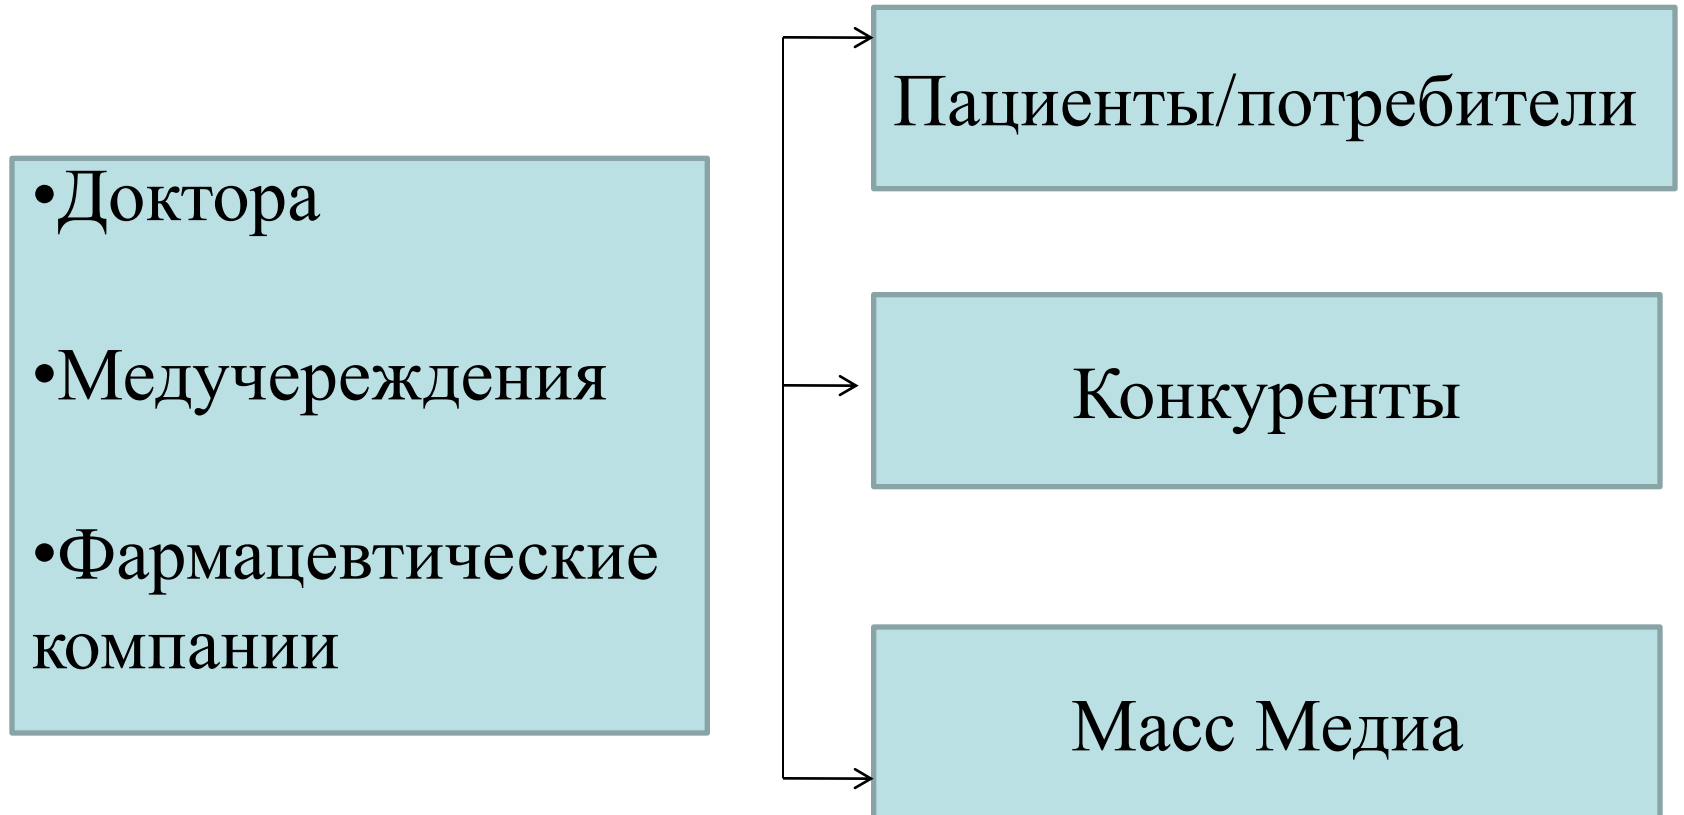 •Доктора
•Медучереждения
•Фармацевтические
компании
Пациенты/потребители
Конкуренты
Масс Медиа